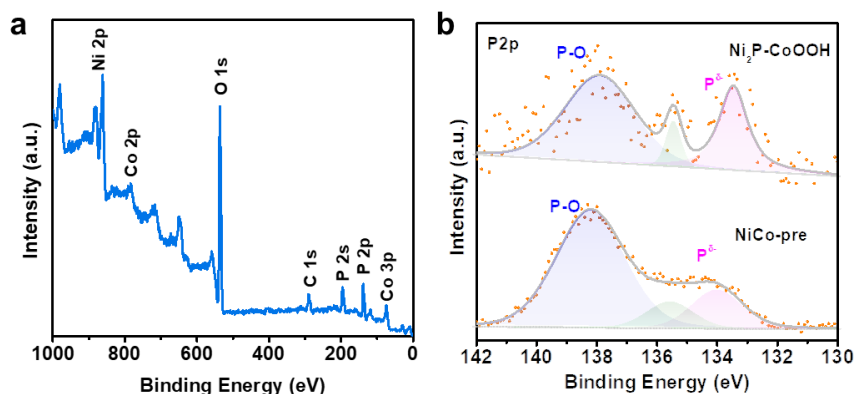 a
Intensity (a.u.)
Ni 2p
Co 2p
O 1s
C 1s
P 2s
P 2p
Co 3p
1000 800 600 400 200 0
Binding Energy (eV)
b
Intensity (a.u.)
P2p
P-O
Ni₂P-CoOOH
Pᵟ⁻
P-O
NiCo-pre
Pᵟ⁻
142 140 138 136 134 132 130
Binding Energy (eV)